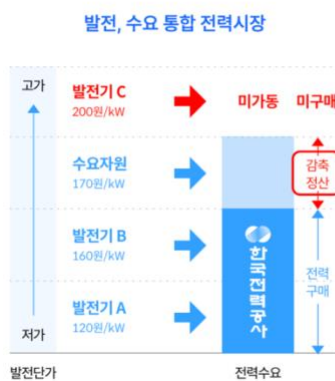 발전, 수요 통합 전력시장
고가
발전기 C
200원/kW
미가동
미구매
수요자원
170원/kW
감축
정산
발전기 B
160원/kW
한국전력공사
전력
구매
발전기 A
120원/kW
저가
발전단가
전력수요